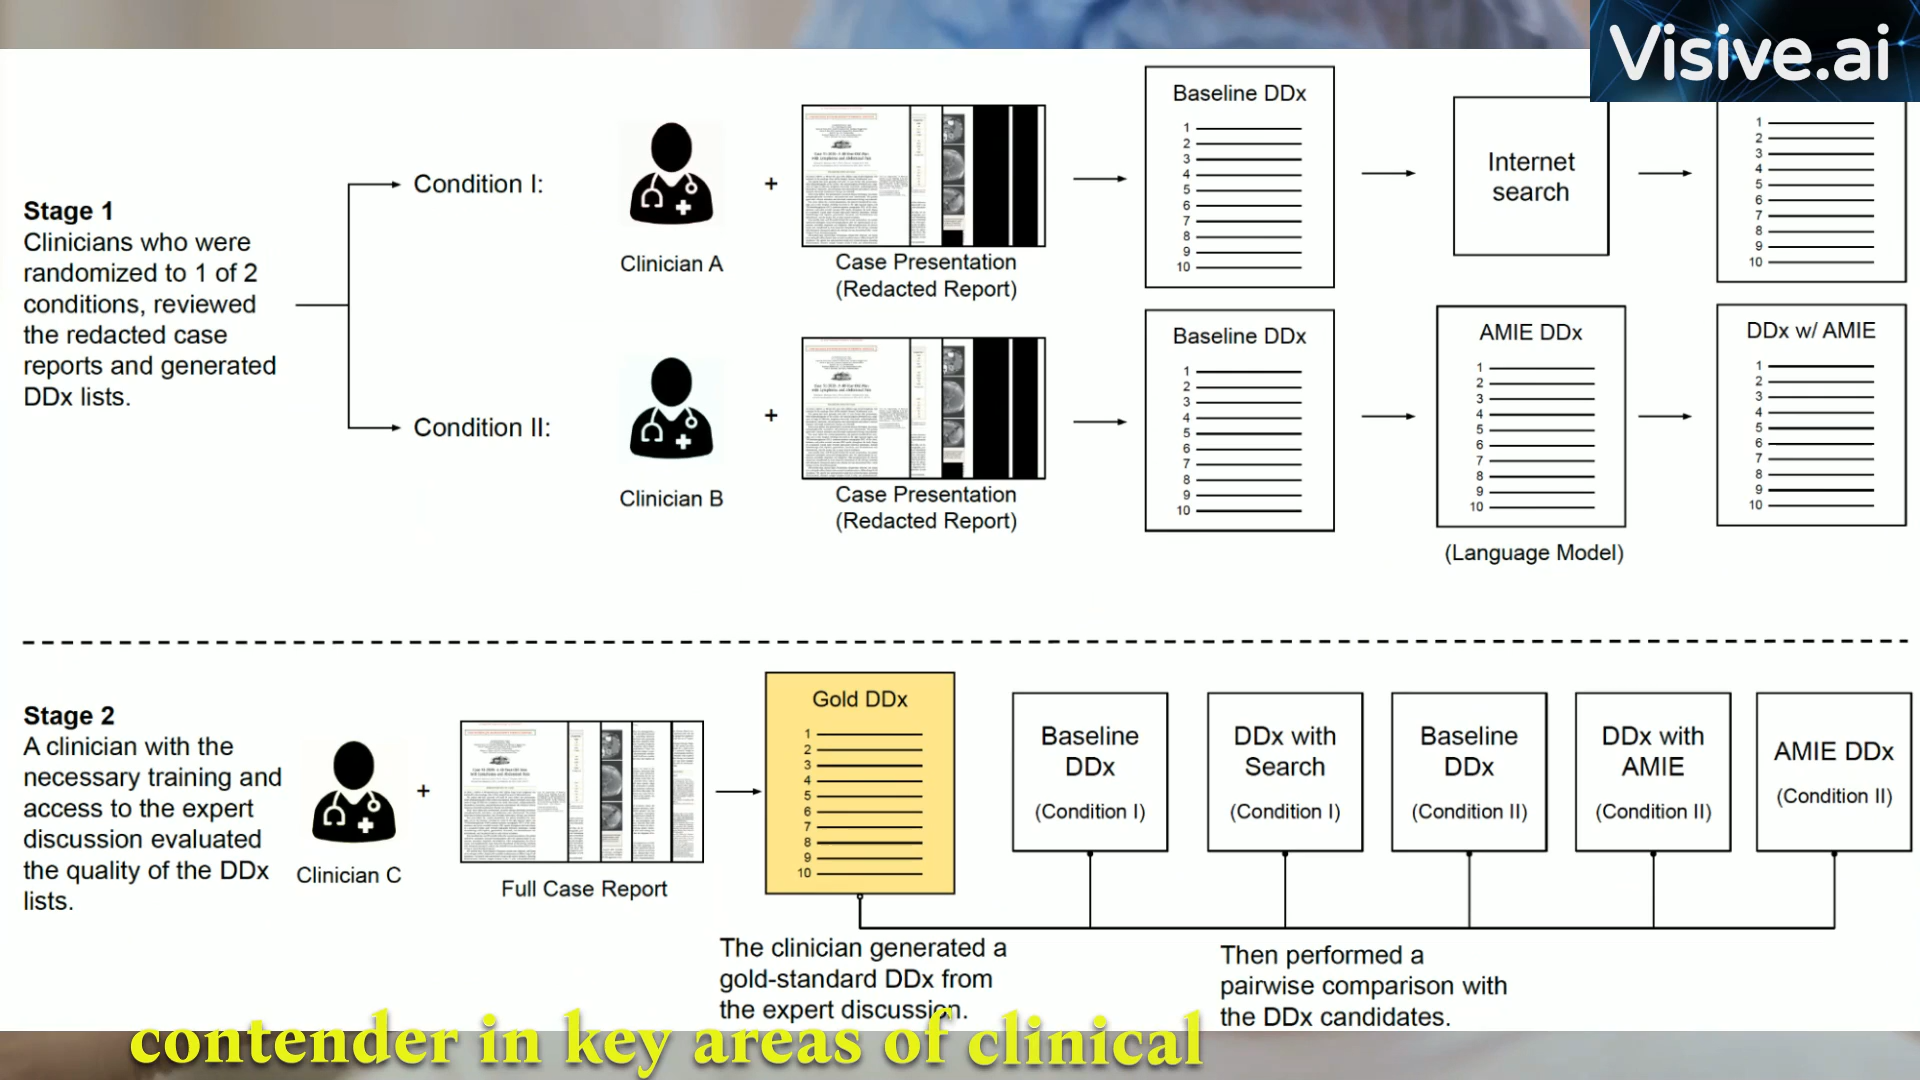 Visive.ai
Stage 1
Clinicians who were
randomized to 1 of 2
conditions, reviewed
the redacted case
reports and generated
DDx lists.
Condition I:
Clinician A
+
Case Presentation
(Redacted Report)
Baseline DDx
1
2
3
4
5
6
7
8
9
10
Internet
search
1
2
3
4
5
6
7
8
9
10
Condition II:
Clinician B
+
Case Presentation
(Redacted Report)
Baseline DDx
1
2
3
4
5
6
7
8
9
10
AMIE DDx
1
2
3
4
5
6
7
8
9
10
(Language Model)
DDx w/ AMIE
1
2
3
4
5
6
7
8
9
10
Stage 2
A clinician with the
necessary training and
access to the expert
discussion evaluated
the quality of the DDx
lists.
Clinician C
+
Full Case Report
Gold DDx
1
2
3
4
5
6
7
8
9
10
Baseline
DDx
(Condition I)
DDx with
Search
(Condition I)
Baseline
DDx
(Condition II)
DDx with
AMIE
(Condition II)
AMIE DDx
(Condition II)
The clinician generated a
gold-standard DDx from
the expert discussion.
Then performed a
pairwise comparison with
the DDx candidates.
contender in key areas of clinical